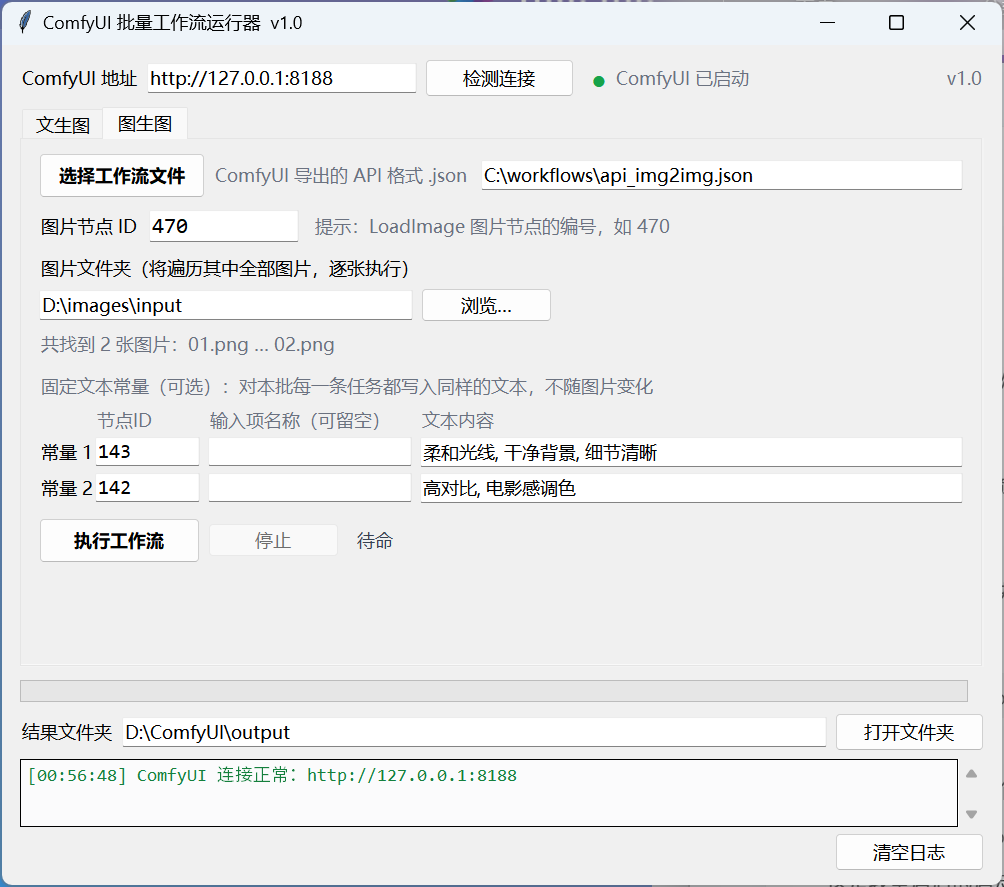 ComfyUI 批量工作流运行器 v1.0
ComfyUI 地址 http://127.0.0.1:8188 检测连接 ComfyUI 已启动 v1.0
文生图 图生图
选择工作流文件 ComfyUI 导出的 API 格式 .json C:\workflows\api_img2img.json
图片节点 ID 470 提示：LoadImage 图片节点的编号，如 470
图片文件夹（将遍历其中全部图片，逐张执行）
D:\images\input 浏览...
共找到 2 张图片：01.png ... 02.png
固定文本常量（可选）：对本批每一条任务都写入同样的文本，不随图片变化
节点ID 输入项名称（可留空） 文本内容
常量 1 143 柔和光线, 干净背景, 细节清晰
常量 2 142 高对比, 电影感调色
执行工作流 停止 待命
结果文件夹 D:\ComfyUI\output 打开文件夹
[00:56:48] ComfyUI 连接正常：http://127.0.0.1:8188
清空日志